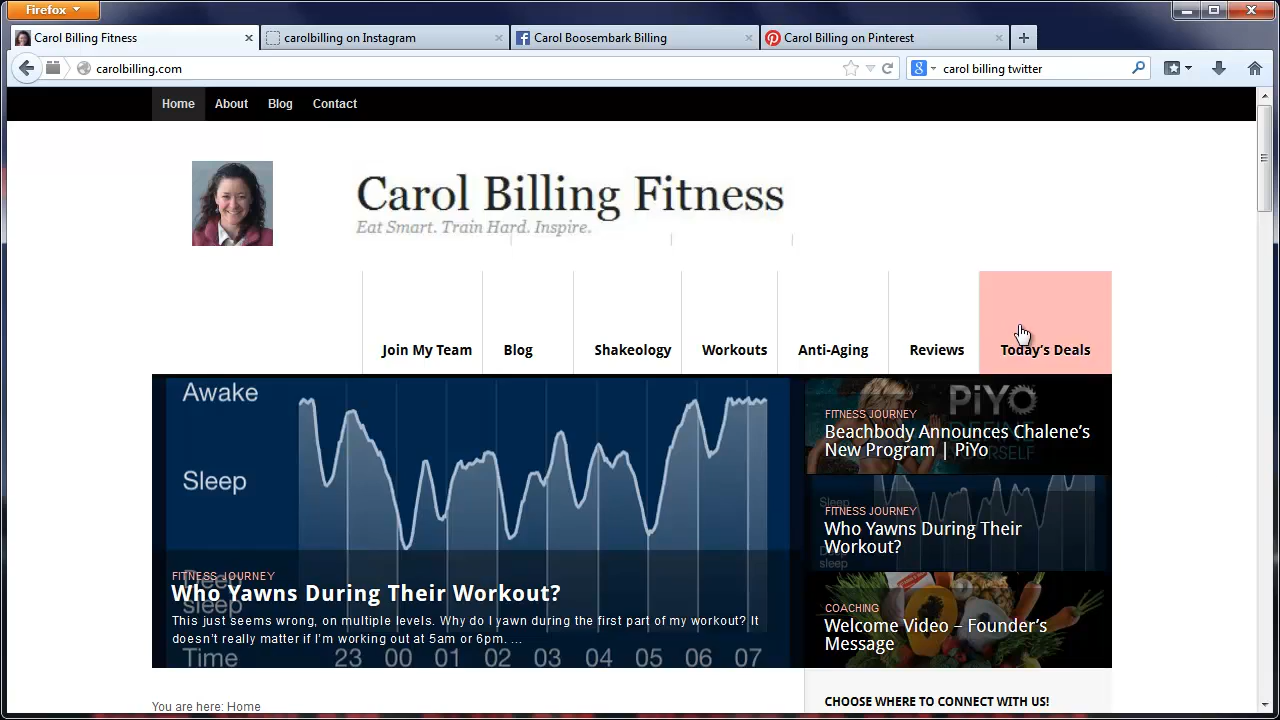 Firefox
Carol Billing Fitness
carolbilling on Instagram
Carol Boosembark Billing
Carol Billing on Pinterest
carolbilling.com
carol billing twitter
Home
About
Blog
Contact
Carol Billing Fitness
Eat Smart. Train Hard. Inspire.
Join My Team
Blog
Shakeology
Workouts
Anti-Aging
Reviews
Today's Deals
Awake
Sleep
Deep
sleep
Time 23 00 01 02 03 04 05 06 07
FITNESS JOURNEY
Who Yawns During Their Workout?
This just seems wrong, on multiple levels. Why do I yawn during the first part of my workout? It
doesn't really matter if I'm working out at 5am or 6pm. ...
PiYo
FITNESS JOURNEY
Beachbody Announces Chalene's
New Program | PiYo
FITNESS JOURNEY
Who Yawns During Their
Workout?
sleep
COACHING
Welcome Video – Founder's
Message
You are here: Home
CHOOSE WHERE TO CONNECT WITH US!